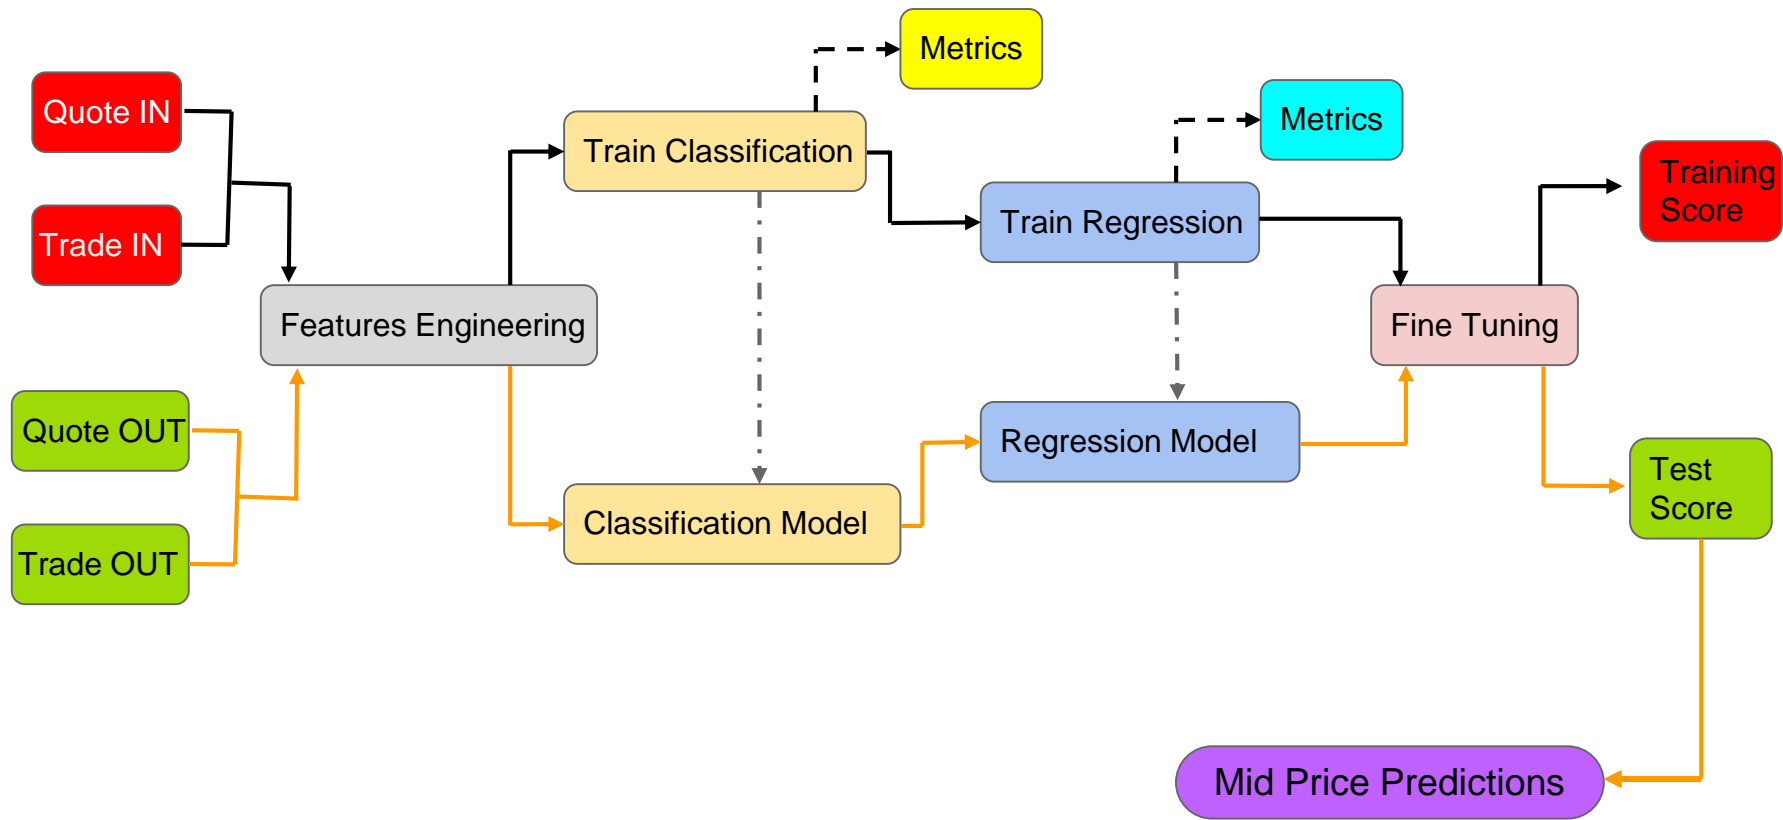 Metrics
Quote IN
Metrics
Train Classification
Training
Score
Train Regression
Trade IN
Features Engineering
Fine Tuning
Quote OUT
Regression Model
Test
Score
Classification Model
Trade OUT
Mid Price Predictions